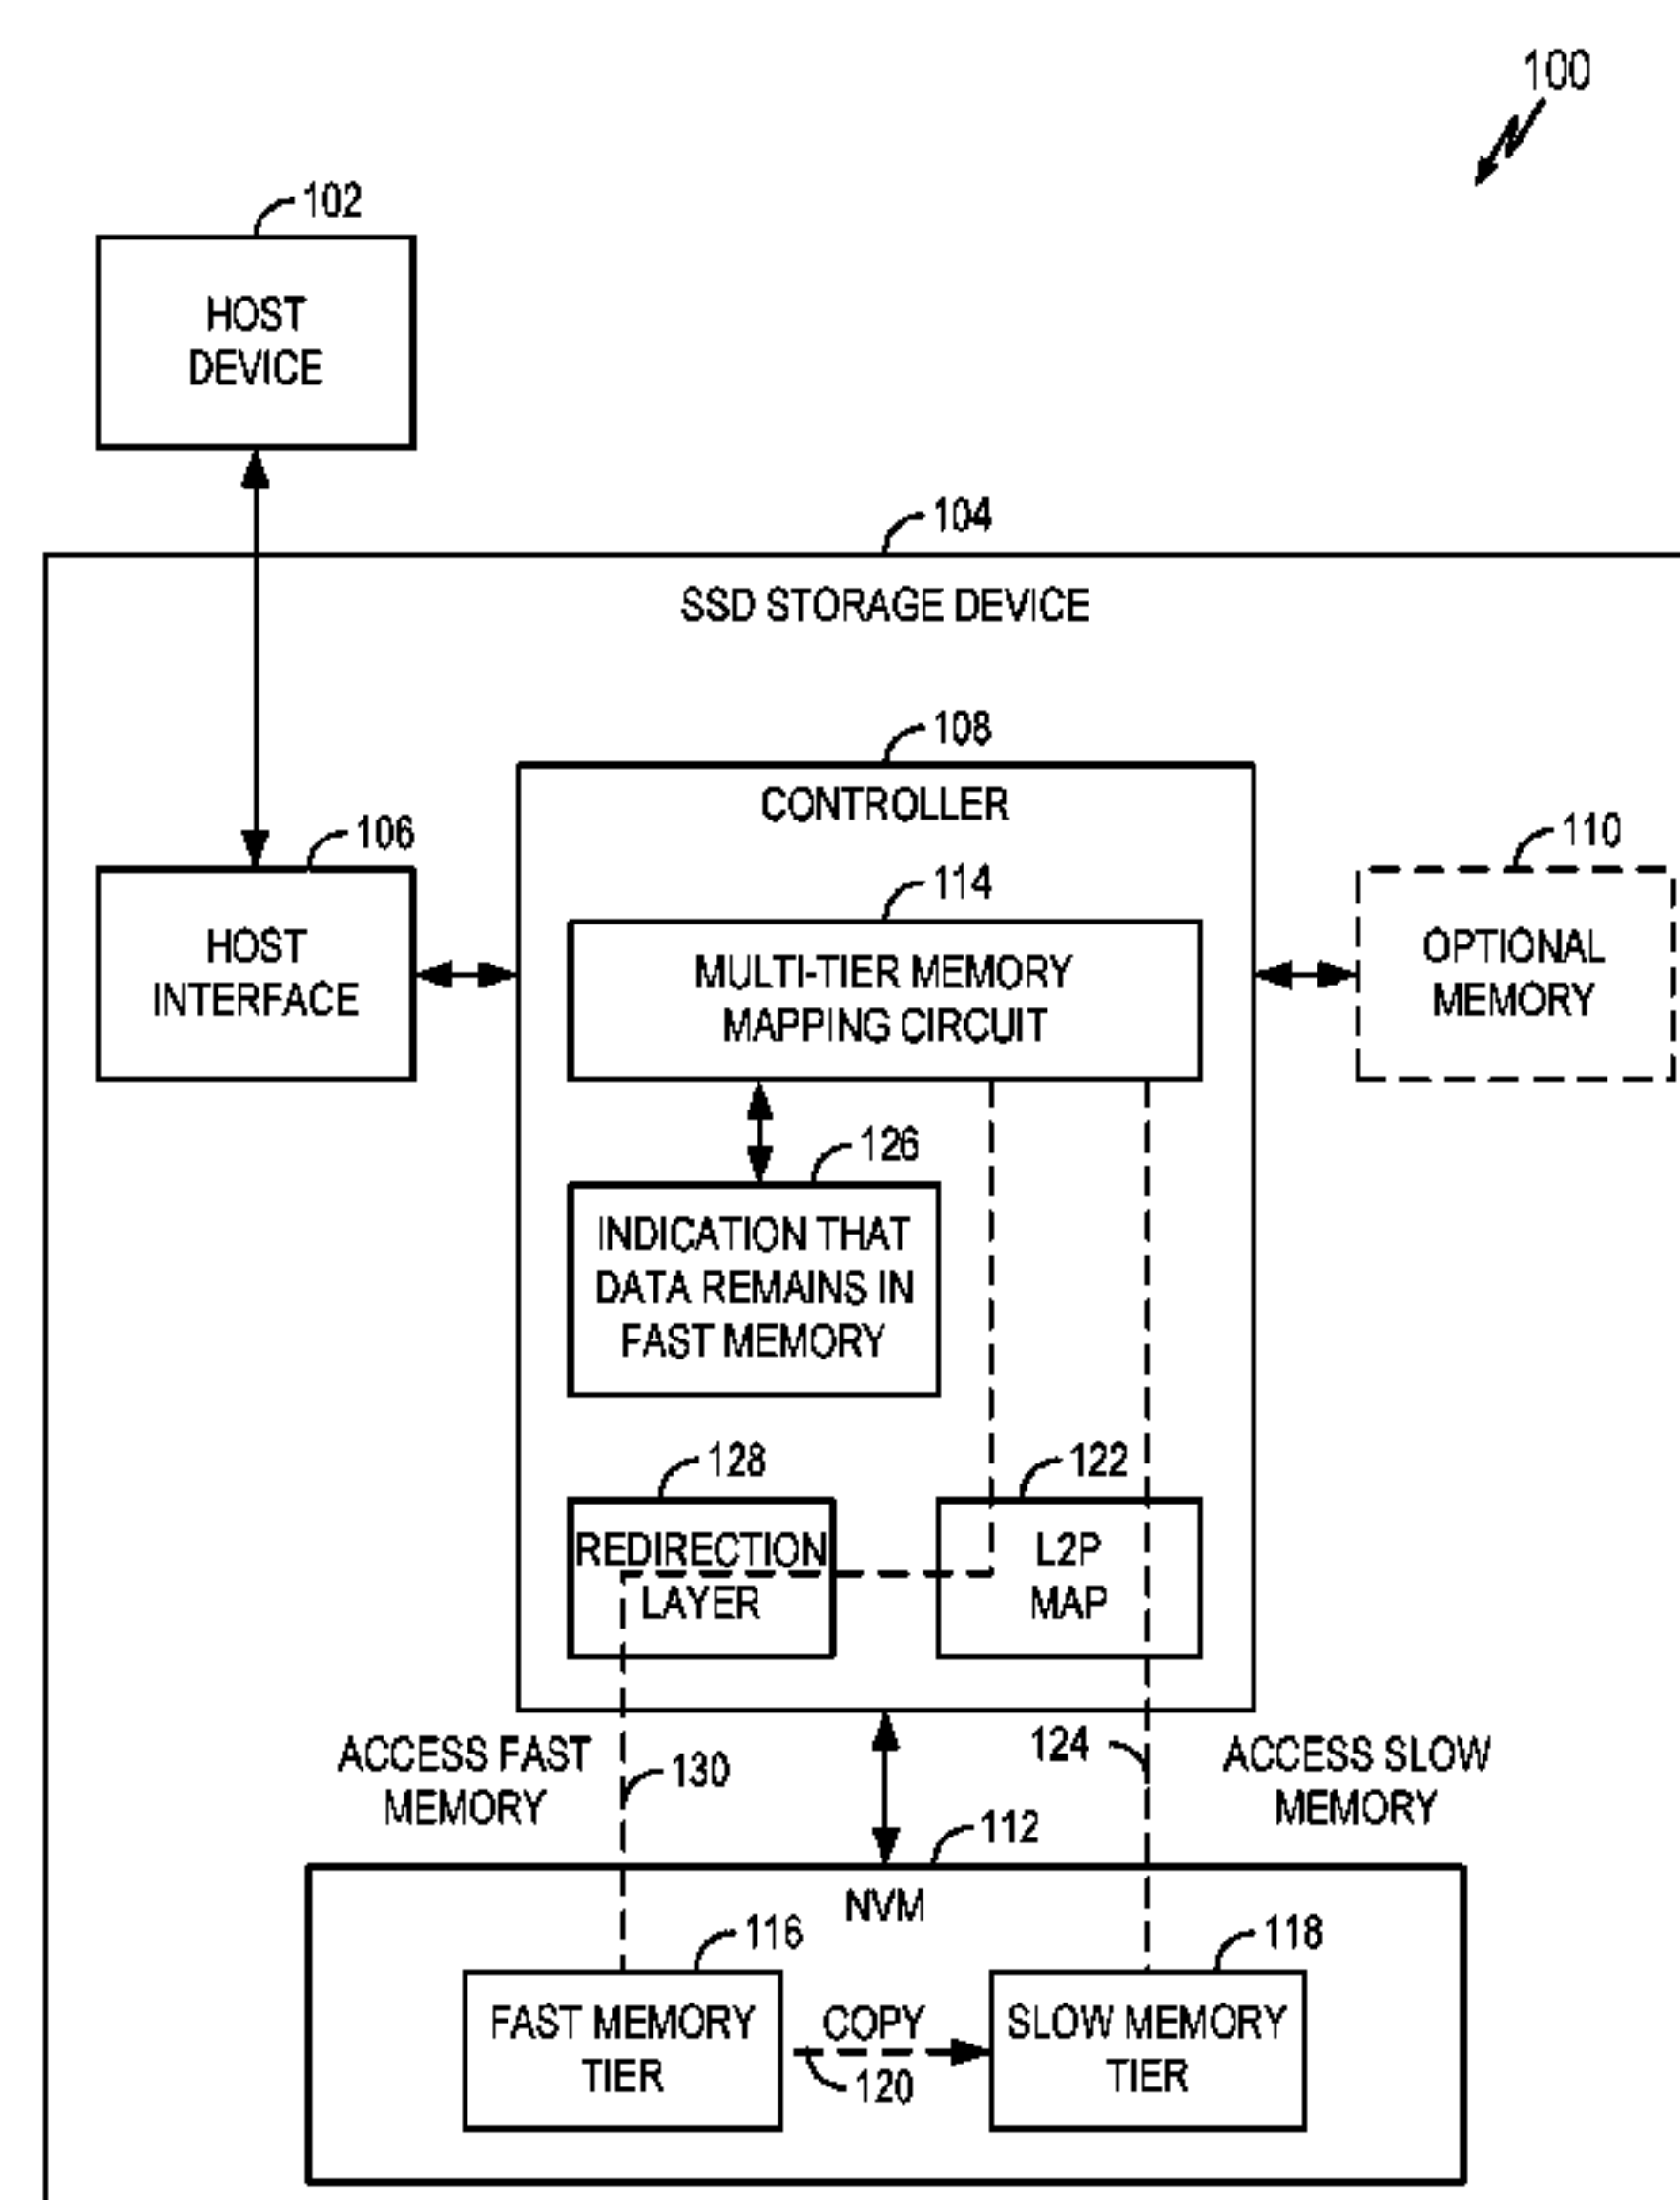 100
102
HOST
DEVICE
104
SSD STORAGE DEVICE
108
CONTROLLER
106
HOST
INTERFACE
114
MULTI-TIER MEMORY
MAPPING CIRCUIT
110
OPTIONAL
MEMORY
126
INDICATION THAT
DATA REMAINS IN
FAST MEMORY
128
REDIRECTION
LAYER
122
L2P
MAP
ACCESS FAST
MEMORY
130
124
ACCESS SLOW
MEMORY
112
NVM
116
FAST MEMORY
TIER
COPY
120
118
SLOW MEMORY
TIER